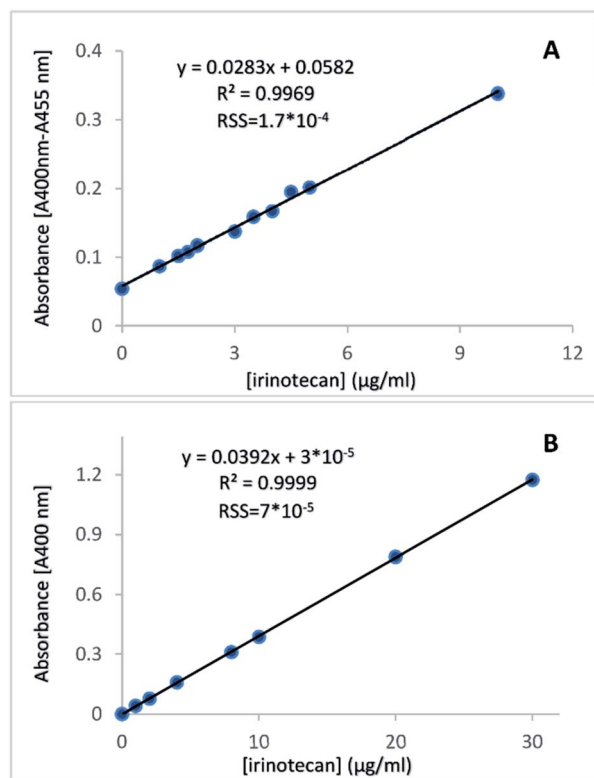 A
y = 0.0283x + 0.0582
R² = 0.9969
RSS=1.7*10⁻⁴
Absorbance [A400nm-A455 nm]
0.4
0.3
0.2
0.1
0
0 3 6 9 12
[irinotecan] (µg/ml)
B
y = 0.0392x + 3*10⁻⁵
R² = 0.9999
RSS=7*10⁻⁵
Absorbance [A400 nm]
1.2
0.9
0.6
0.3
0
0 10 20 30
[irinotecan] (µg/ml)